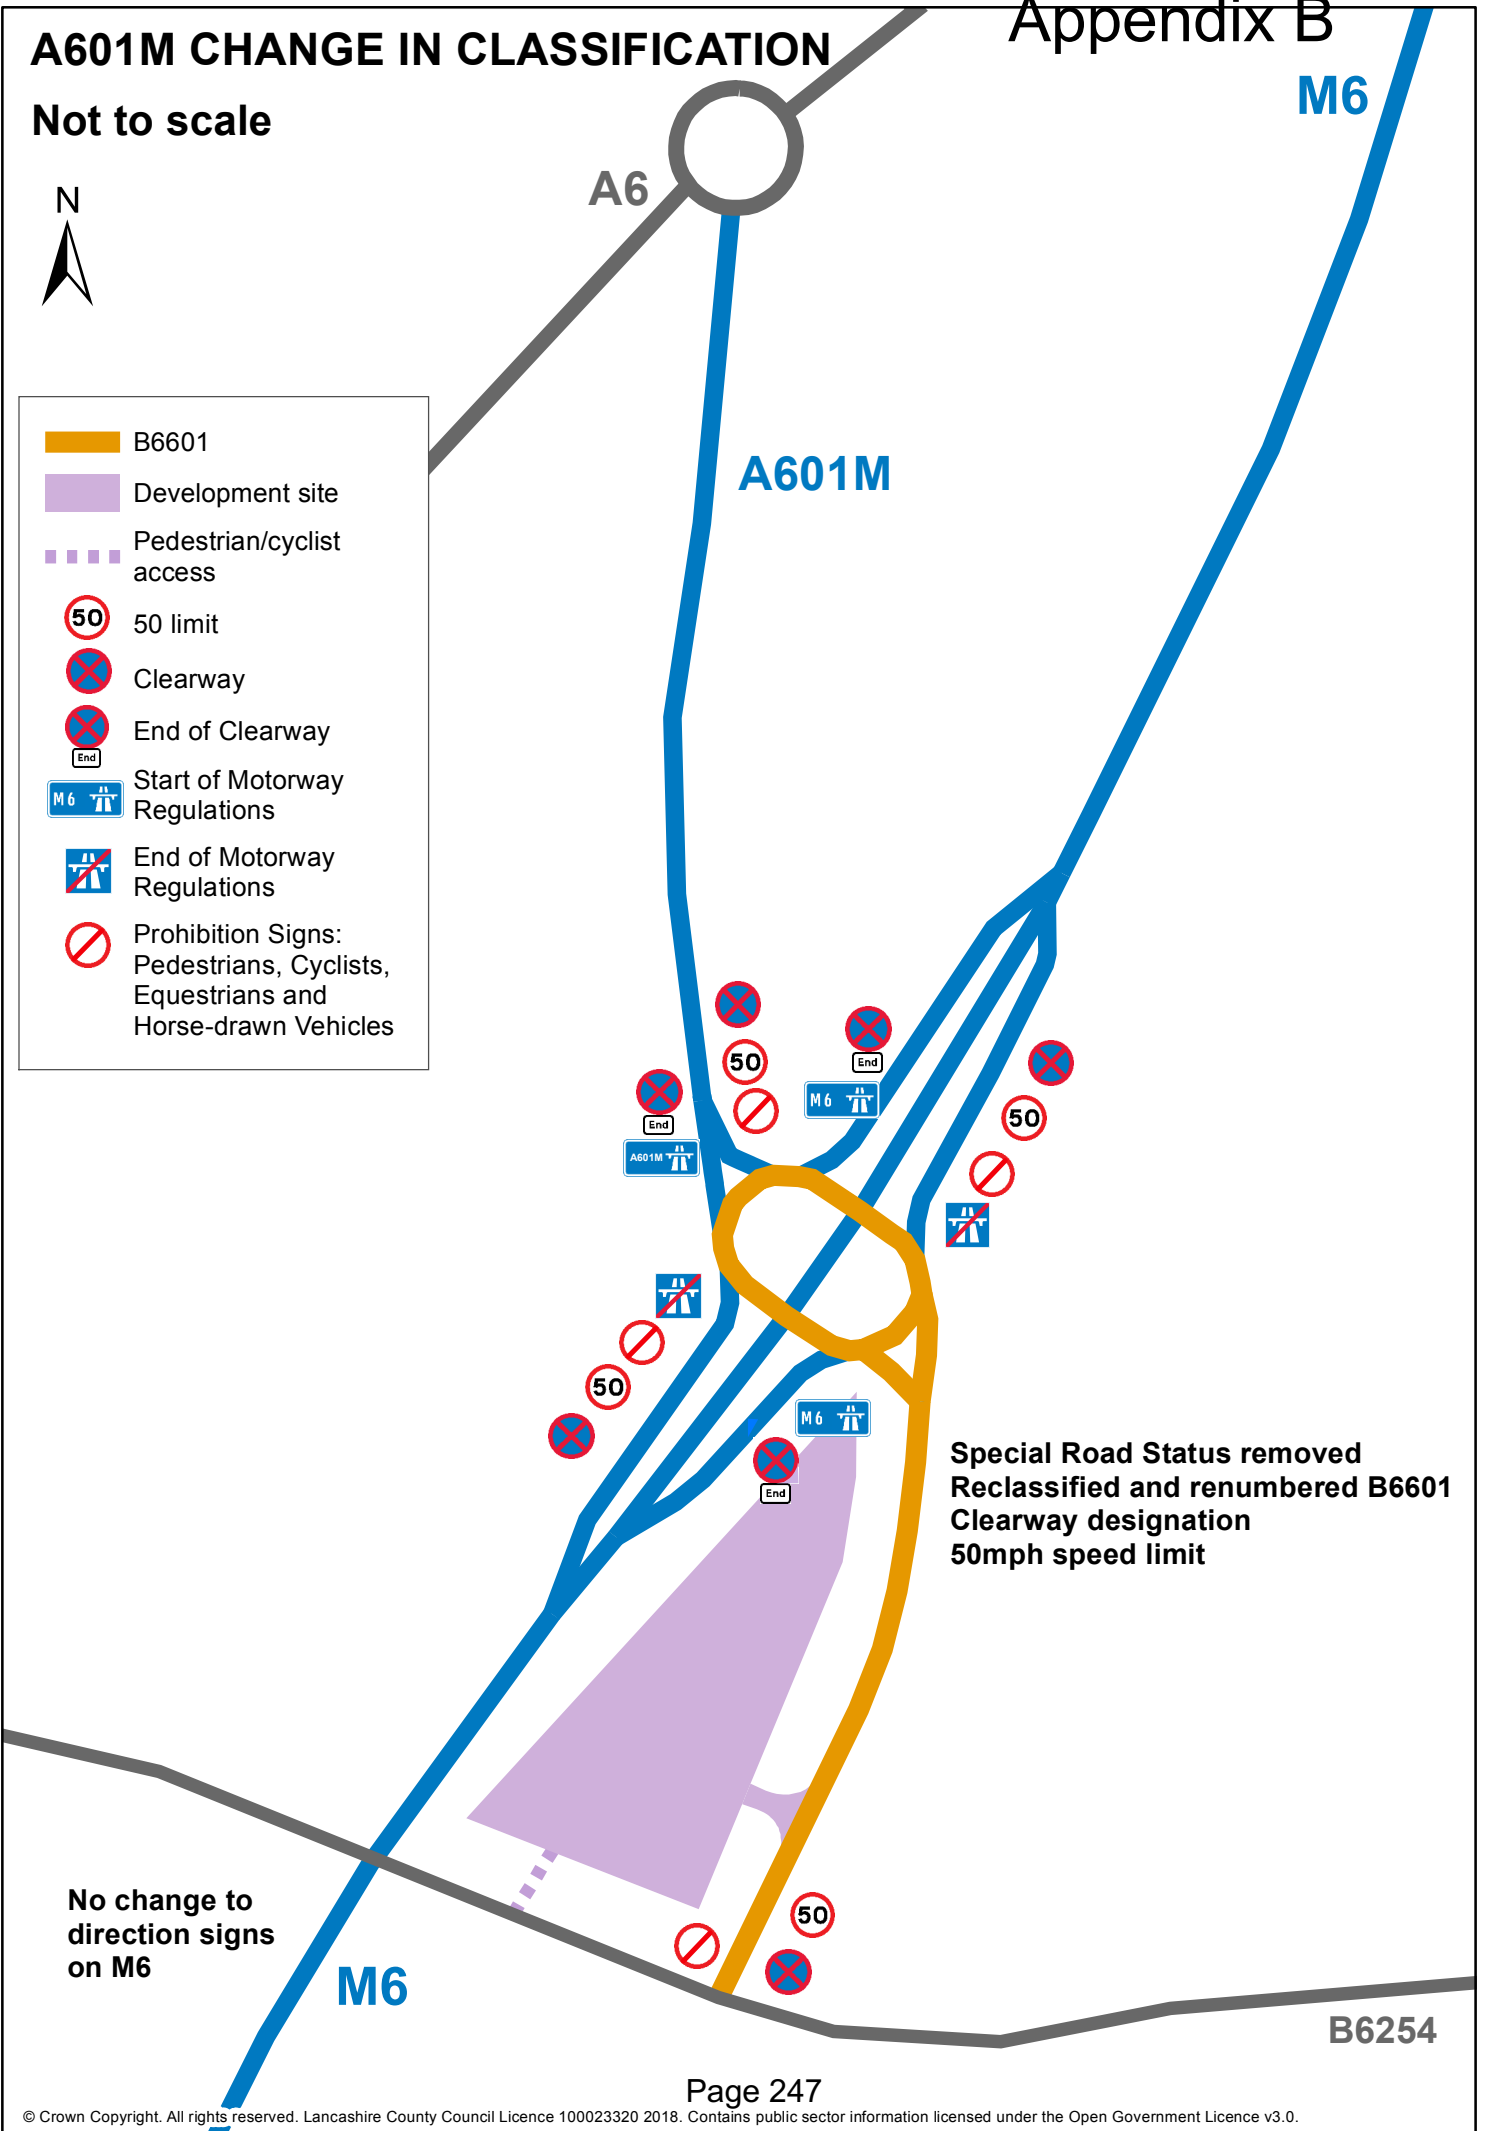 Appendix B
A601M CHANGE IN CLASSIFICATION
Not to scale
M6
A6
N
A601M
B6601
Development site
Pedestrian/cyclist
access
50
50 limit
Clearway
End of Clearway
End
M6
Start of Motorway
Regulations
End of Motorway
Regulations
Prohibition Signs:
Pedestrians, Cyclists,
Equestrians and
Horse-drawn Vehicles
50
End
M6
50
End
A601M
50
M6
End
Special Road Status removed
Reclassified and renumbered B6601
Clearway designation
50mph speed limit
No change to
direction signs
on M6
M6
50
B6254
Page 247
© Crown Copyright. All rights reserved. Lancashire County Council Licence 100023320 2018. Contains public sector information licensed under the Open Government Licence v3.0.